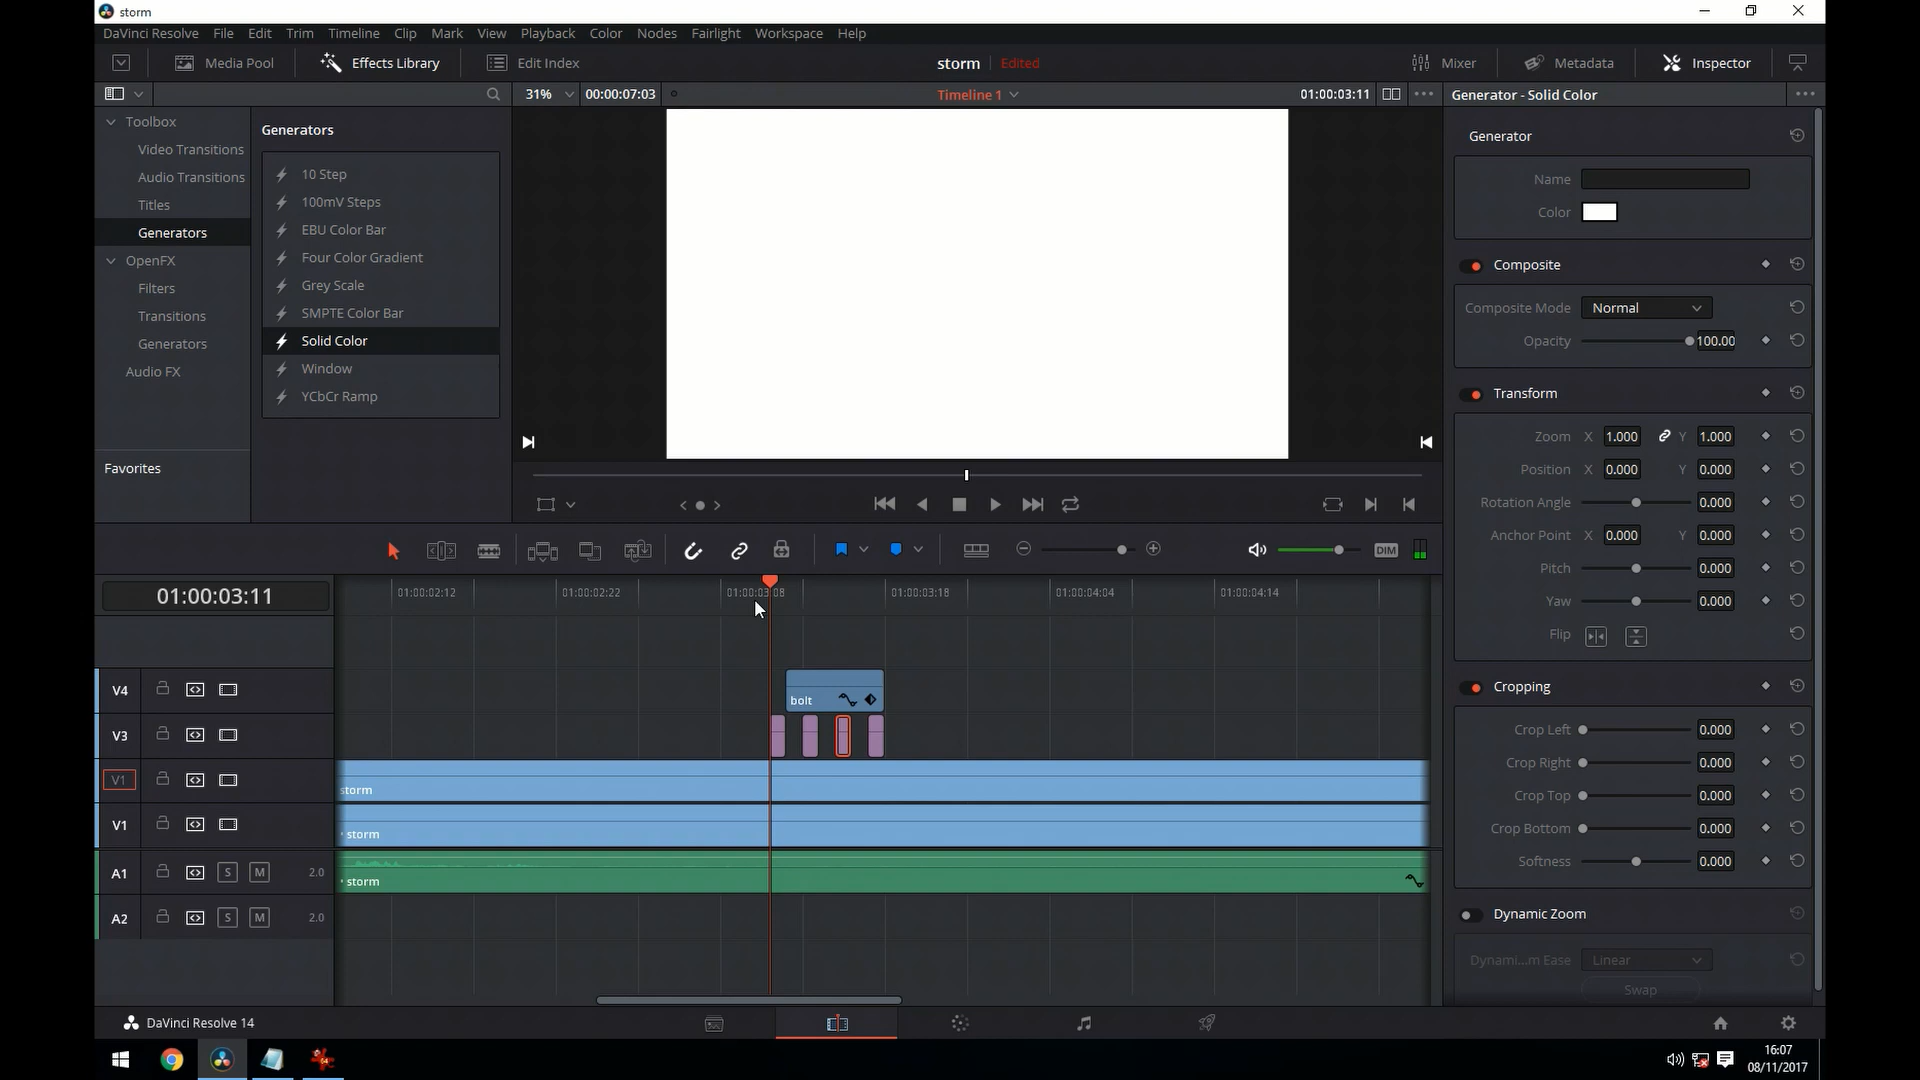 storm
DaVinci Resolve File Edit Trim Timeline Clip Mark View Playback Color Nodes Fairlight Workspace Help
Media Pool Effects Library Edit Index storm Edited Mixer Metadata Inspector
31% 00:00:07:03 Timeline 1 01:00:03:11 Generator - Solid Color
Toolbox
Video Transitions
Audio Transitions
Titles
Generators
OpenFX
Filters
Transitions
Generators
Audio FX
Favorites
Generators
10 Step
100mV Steps
EBU Color Bar
Four Color Gradient
Grey Scale
SMPTE Color Bar
Solid Color
Window
YCbCr Ramp
Generator
Name
Color
Composite
Composite Mode Normal
Opacity 100.00
Transform
Zoom X 1.000 Y 1.000
Position X 0.000 Y 0.000
Rotation Angle 0.000
Anchor Point X 0.000 Y 0.000
Pitch 0.000
Yaw 0.000
Flip
Cropping
Crop Left 0.000
Crop Right 0.000
Crop Top 0.000
Crop Bottom 0.000
Softness 0.000
Dynamic Zoom
Dynami...m Ease Linear
Swap
DIM
01:00:03:11 01:00:02:12 01:00:02:22 01:00:03:08 01:00:03:18 01:00:04:04 01:00:04:14
V4 bolt
V3
V1 storm
V1 storm
A1 S M 2.0 storm
A2 S M 2.0
DaVinci Resolve 14
16:07
08/11/2017